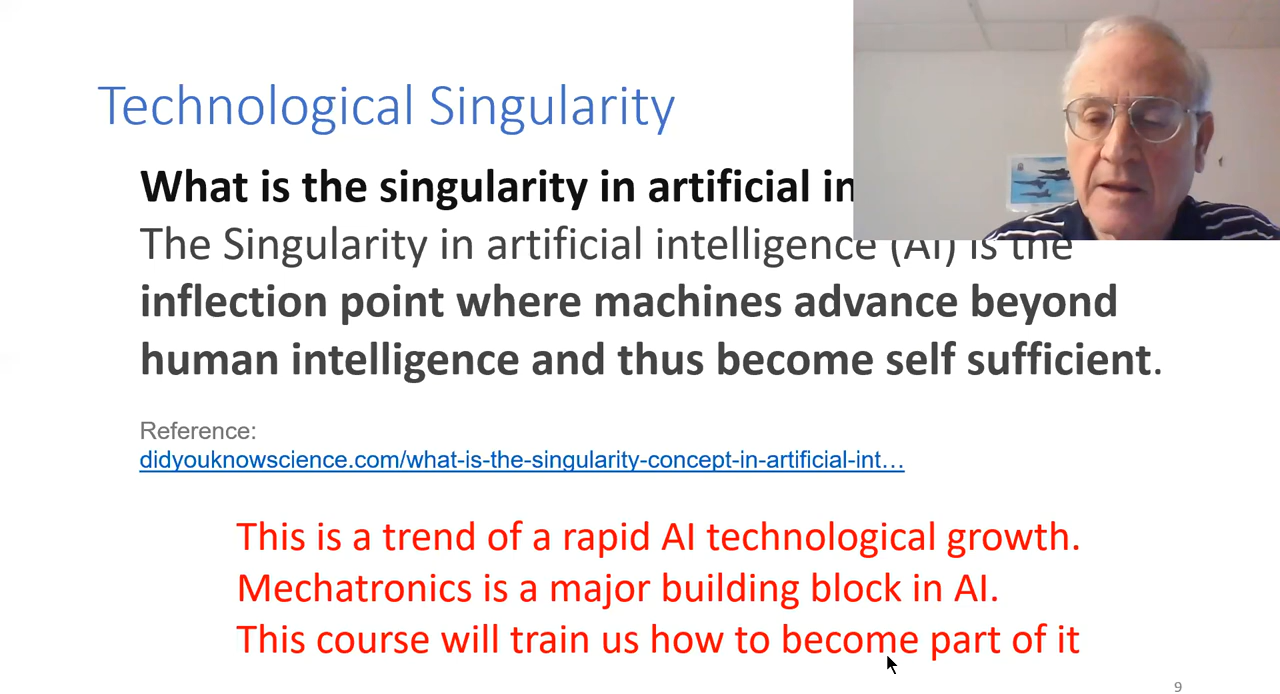 Technological Singularity
What is the singularity in artificial in
The Singularity in artificial intelligence (AI) is the
inflection point where machines advance beyond
human intelligence and thus become self sufficient.
Reference:
didyouknowscience.com/what-is-the-singularity-concept-in-artificial-int…
This is a trend of a rapid AI technological growth.
Mechatronics is a major building block in AI.
This course will train us how to become part of it
9